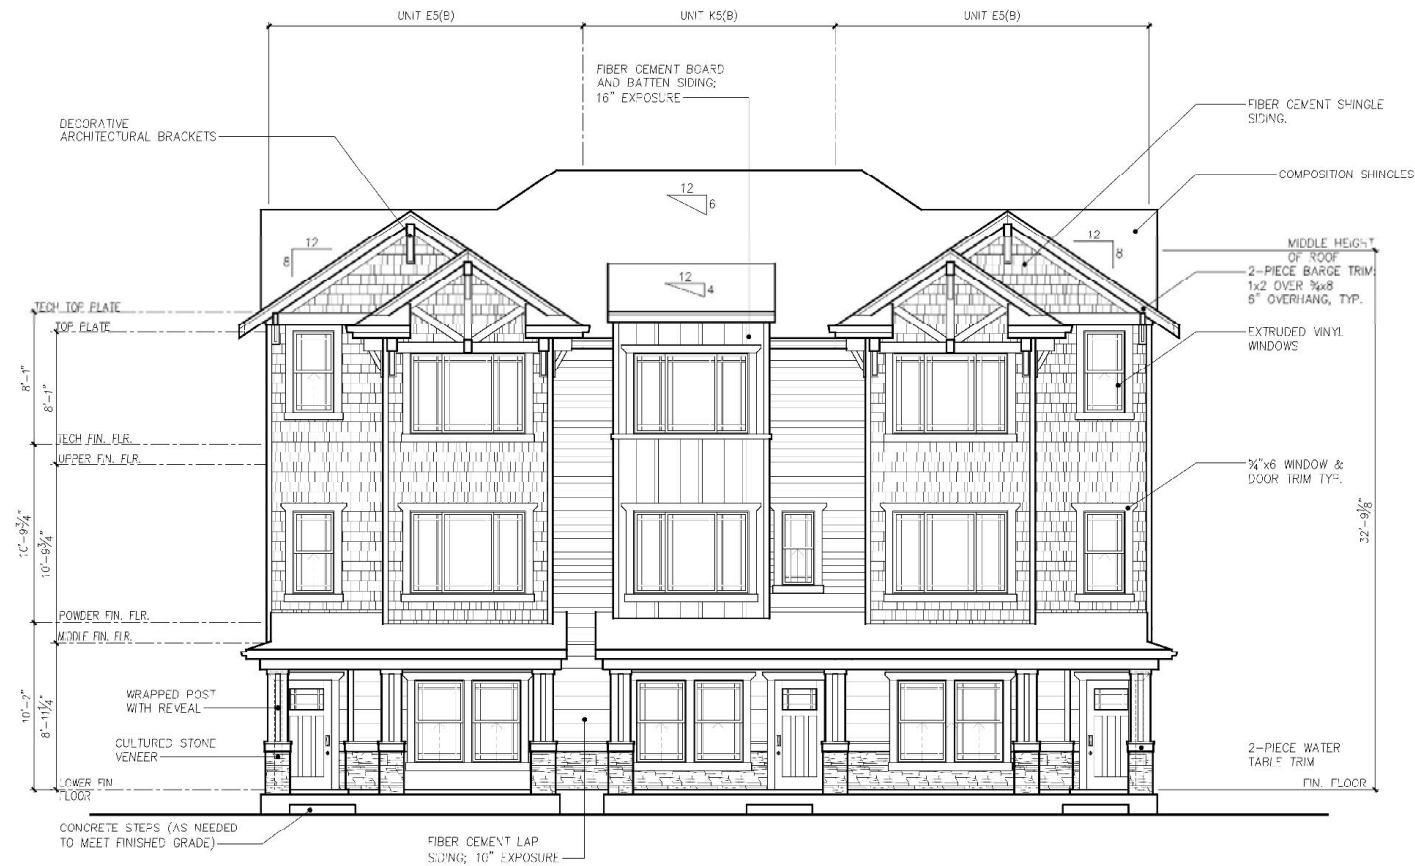 UNIT E5(B)
UNIT K5(B)
UNIT E5(B)
FIBER CEMENT BOARD
AND BATTEN SIDING;
16" EXPOSURE
DECORATIVE
ARCHITECTURAL BRACKETS
FIBER CEMENT SHINGLE
SIDING.
COMPOSITION SHINGLES
12
6
12
8
12
8
12
4
MIDDLE HEIGHT
OF ROOF
2-PIECE BARGE TRIM:
1x2 OVER ¾x8
6" OVERHANG, TYP.
EXTRUDED VINYL
WINDOWS
TECH TOP PLATE
TOP PLATE
8'-1"
8'-1"
TECH FIN. FLR.
UPPER FIN. FLR.
¾"x6 WINDOW &
DOOR TRIM TYP.
10'-9¾"
10'-9¾"
32'-9⅛"
POWDER FIN. FLR.
MIDDLE FIN. FLR.
10'-2"
8'-11¼"
WRAPPED POST
WITH REVEAL
CULTURED STONE
VENEER
2-PIECE WATER
TABLE TRIM
LOWER FIN
FLOOR
FIN. FLOOR
CONCRETE STEPS (AS NEEDED
TO MEET FINISHED GRADE)
FIBER CEMENT LAP
SIDING; 10" EXPOSURE